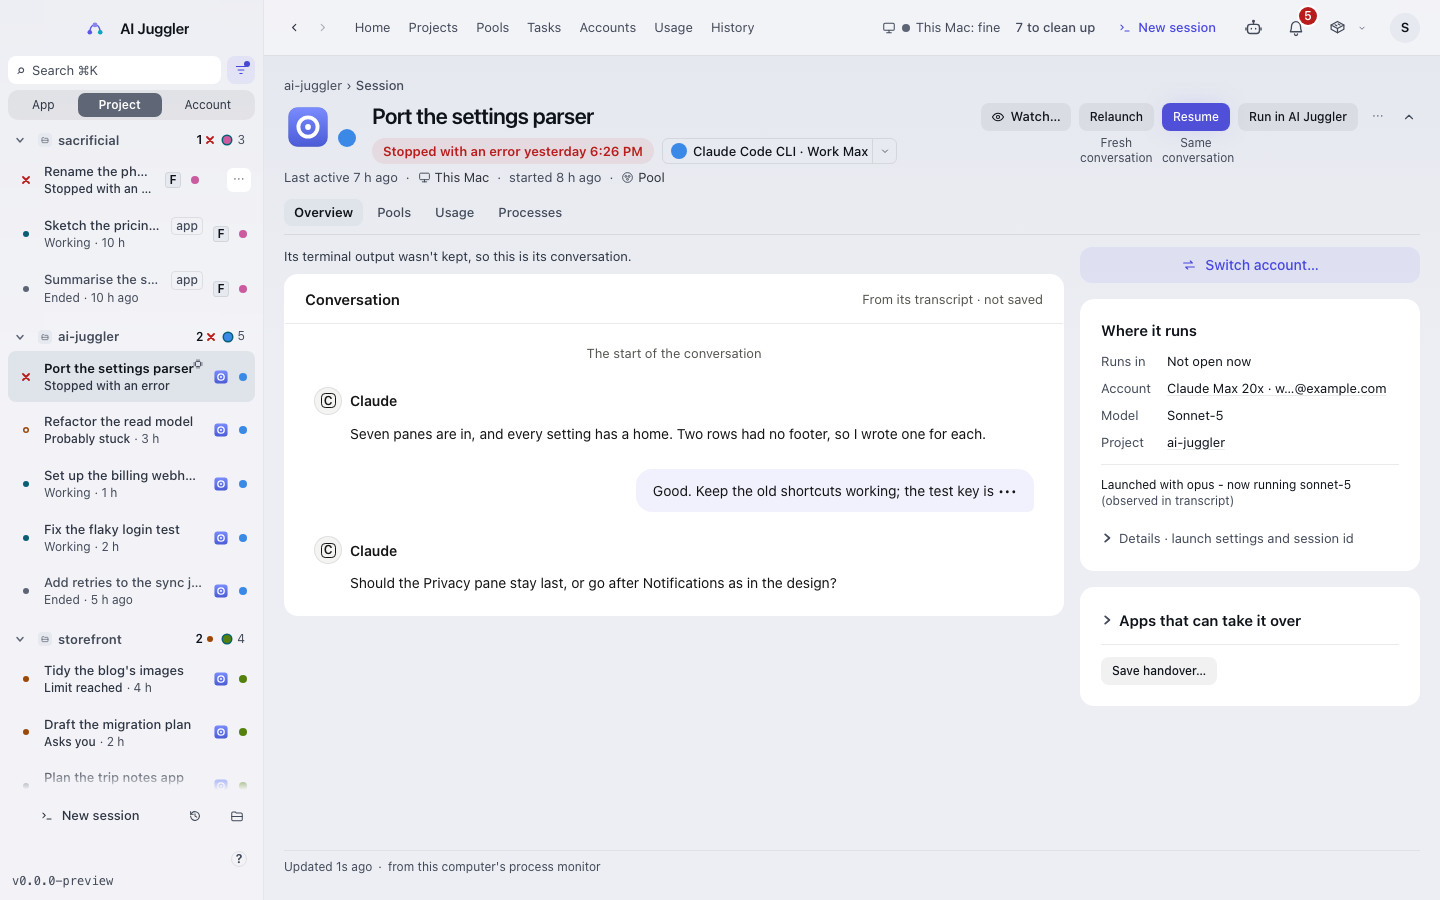 AI Juggler
Search ⌘K
App Project Account
sacrificial 1 3
Rename the ph... F
Stopped with an ...
Sketch the pricin... app F
Working · 10 h
Summarise the s... app F
Ended · 10 h ago
ai-juggler 2 5
Port the settings parser
Stopped with an error
Refactor the read model
Probably stuck · 3 h
Set up the billing webh...
Working · 1 h
Fix the flaky login test
Working · 2 h
Add retries to the sync j...
Ended · 5 h ago
storefront 2 4
Tidy the blog's images
Limit reached · 4 h
Draft the migration plan
Asks you · 2 h
Plan the trip notes app
New session
?
v0.0.0-preview
Home Projects Pools Tasks Accounts Usage History
This Mac: fine 7 to clean up New session 5 S
ai-juggler › Session
Port the settings parser
Stopped with an error yesterday 6:26 PM Claude Code CLI · Work Max
Last active 7 h ago · This Mac · started 8 h ago · Pool
Watch... Relaunch Resume Run in AI Juggler ...
Fresh conversation
Same conversation
Overview Pools Usage Processes
Its terminal output wasn't kept, so this is its conversation.
Conversation From its transcript · not saved
The start of the conversation
C Claude
Seven panes are in, and every setting has a home. Two rows had no footer, so I wrote one for each.
Good. Keep the old shortcuts working; the test key is •••
C Claude
Should the Privacy pane stay last, or go after Notifications as in the design?
Switch account...
Where it runs
Runs in Not open now
Account Claude Max 20x · w...@example.com
Model Sonnet-5
Project ai-juggler
Launched with opus - now running sonnet-5
(observed in transcript)
Details · launch settings and session id
Apps that can take it over
Save handover...
Updated 1s ago · from this computer's process monitor